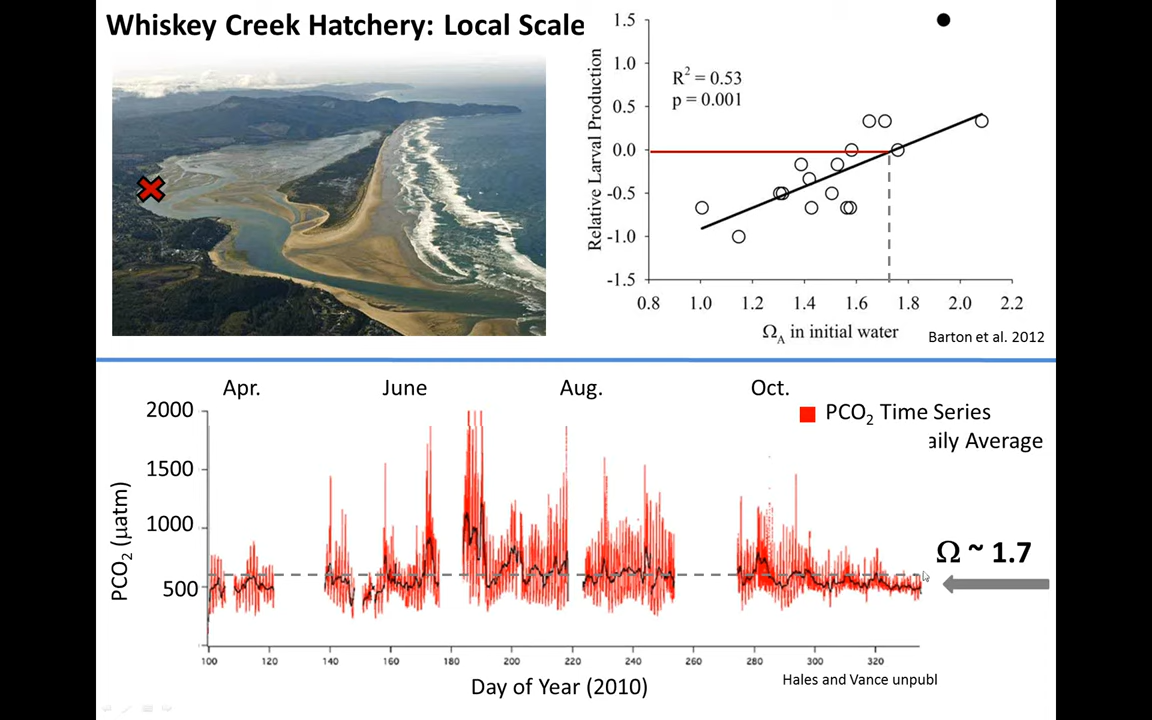 Whiskey Creek Hatchery: Local Scale
1.5
1.0
0.5
0.0
-0.5
-1.0
-1.5
Relative Larval Production
R² = 0.53
p = 0.001
0.8 1.0 1.2 1.4 1.6 1.8 2.0 2.2
Ω_A in initial water
Barton et al. 2012
Apr. June Aug. Oct.
PCO₂ Time Series
aily Average
2000
1500
1000
500
PCO₂ (μatm)
Ω ~ 1.7
100 120 140 160 180 200 220 240 260 280 300 320
Day of Year (2010)
Hales and Vance unpubl